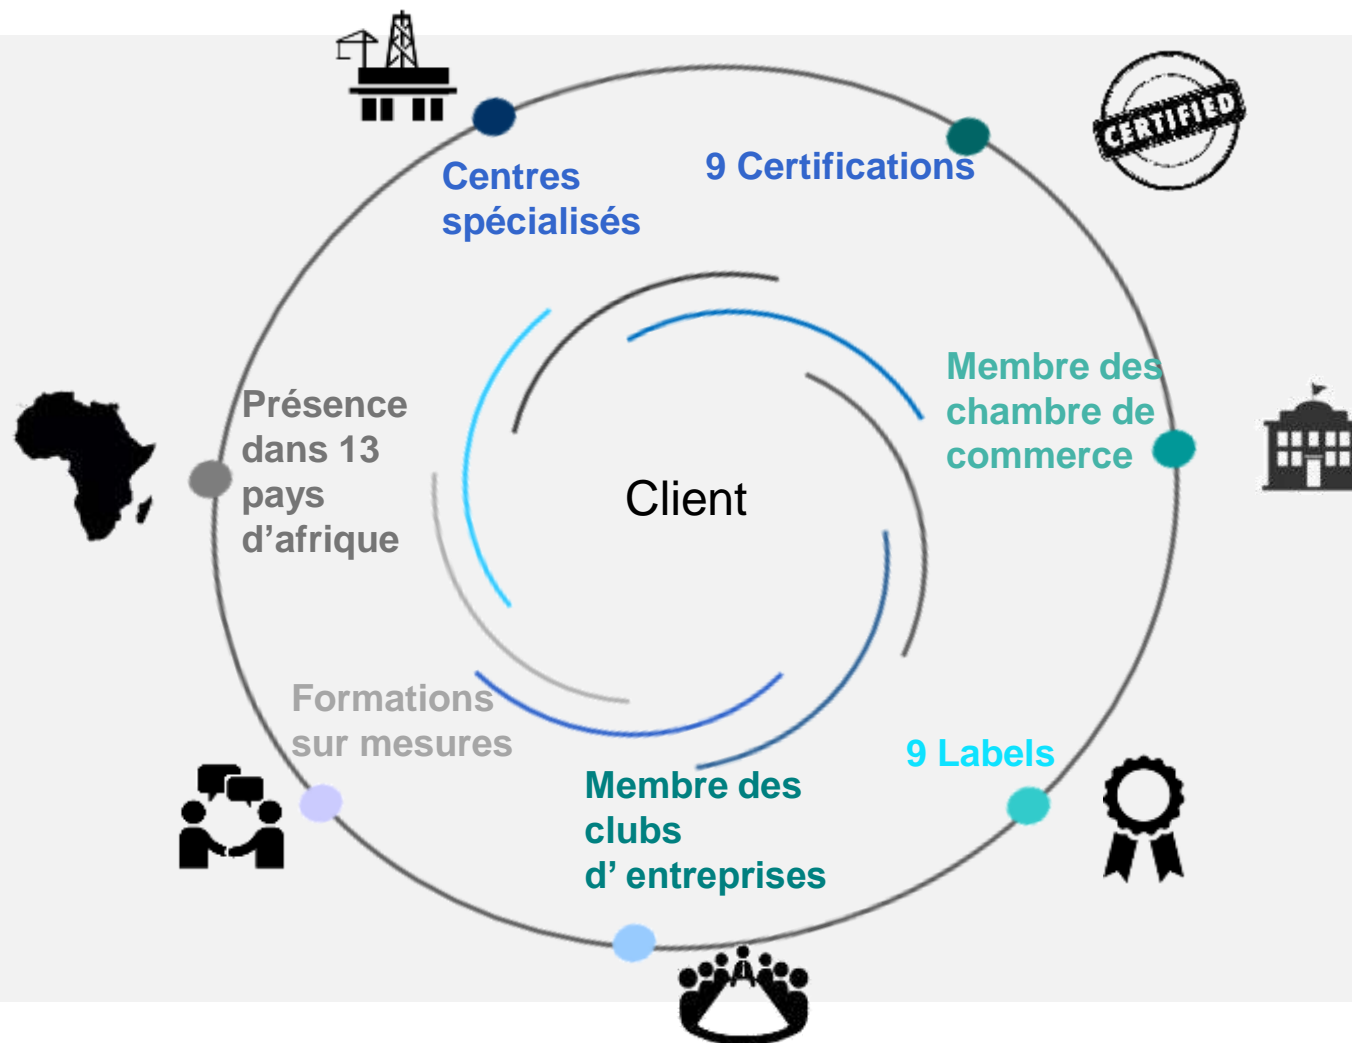 Centres
spécialisés
9 Certifications
CERTIFIED
Membre des
chambre de
commerce
Présence
dans 13
pays
d’afrique
Client
Formations
sur mesures
9 Labels
Membre des
clubs
d’ entreprises